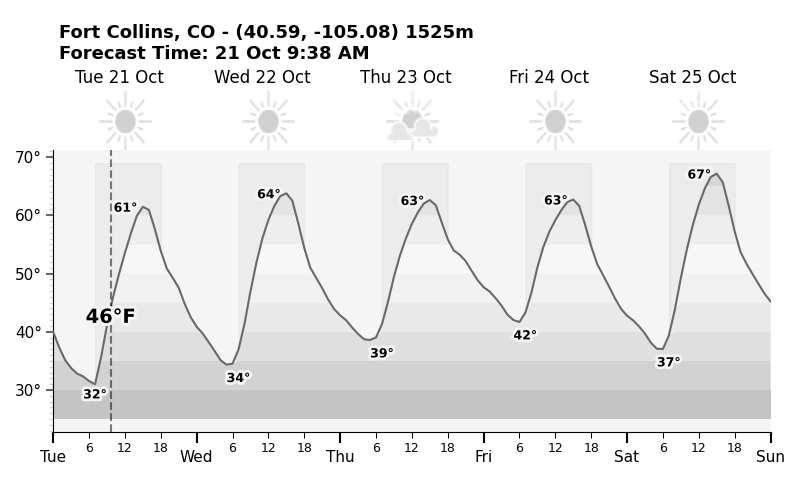 Fort Collins, CO - (40.59, -105.08) 1525m
Forecast Time: 21 Oct 9:38 AM
Tue 21 Oct Wed 22 Oct Thu 23 Oct Fri 24 Oct Sat 25 Oct
70°
60°
50°
40°
30°
61°
64°
63°
63°
67°
46°F
32°
34°
39°
42°
37°
6 12 18 6 12 18 6 12 18 6 12 18 6 12 18
Tue Wed Thu Fri Sat Sun